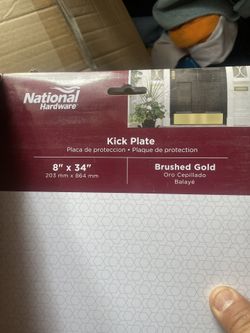 National
Hardware
Kick Plate
Placa de protección • Plaque de protection
8" x 34"
203 mm x 864 mm
Brushed Gold
Oro Cepillado
Balayé